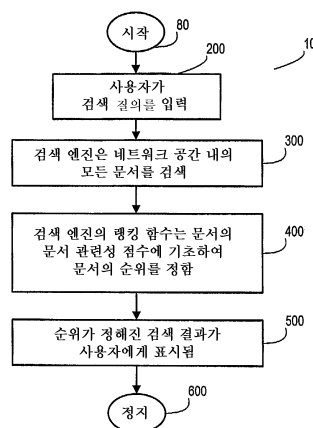 시작
80
10
200
사용자가
검색 질의를 입력
검색 엔진은 네트워크 공간 내의
모든 문서를 검색
300
검색 엔진의 랭킹 함수는 문서의
문서 관련성 점수에 기초하여
문서의 순위를 정함
400
순위가 정해진 검색 결과가
사용자에게 표시됨
500
정지
600